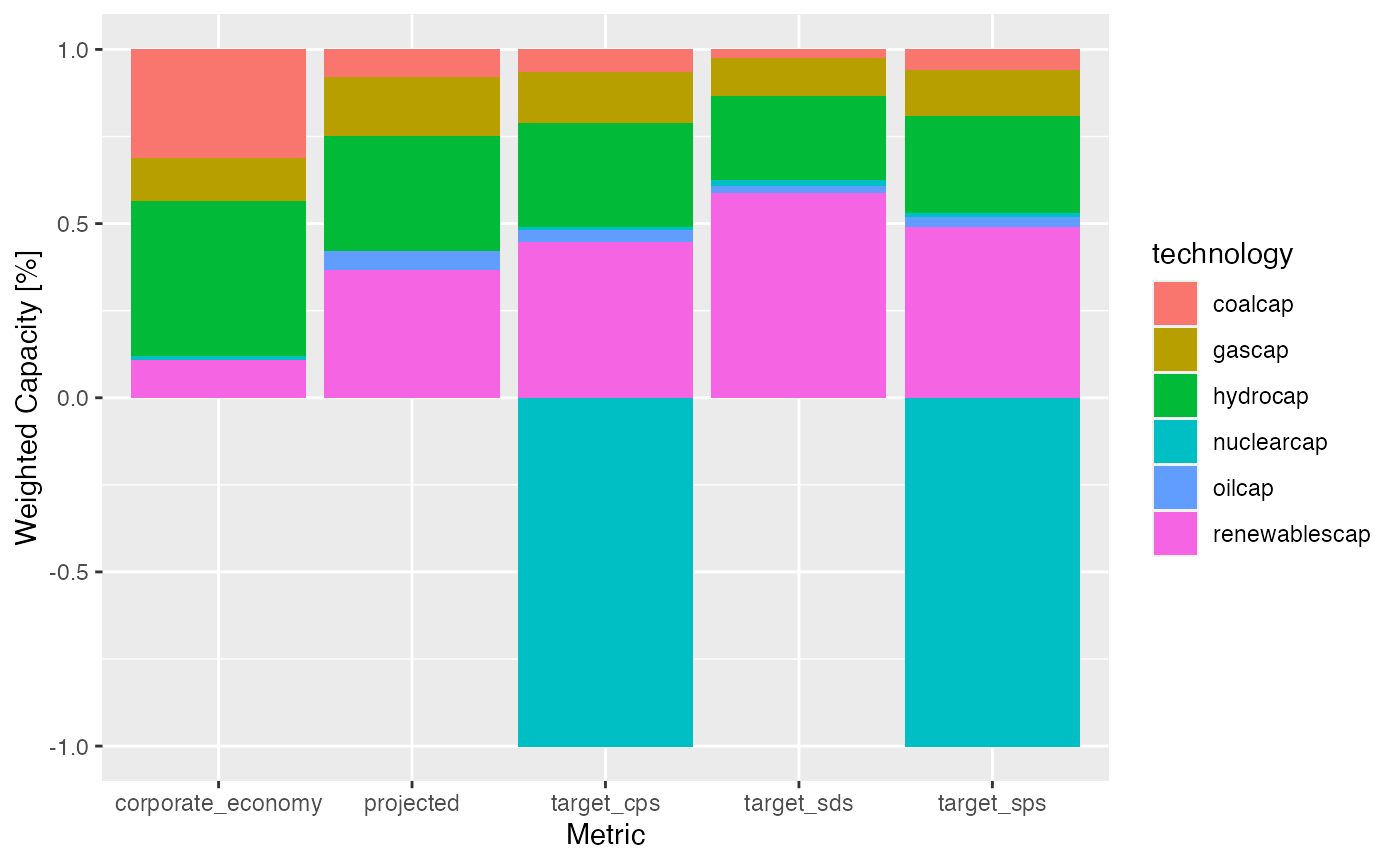 1.0
0.5
0.0
-0.5
-1.0
Weighted Capacity [%]
corporate_economy projected target_cps target_sds target_sps
Metric
technology
coalcap
gascap
hydrocap
nuclearcap
oilcap
renewablescap